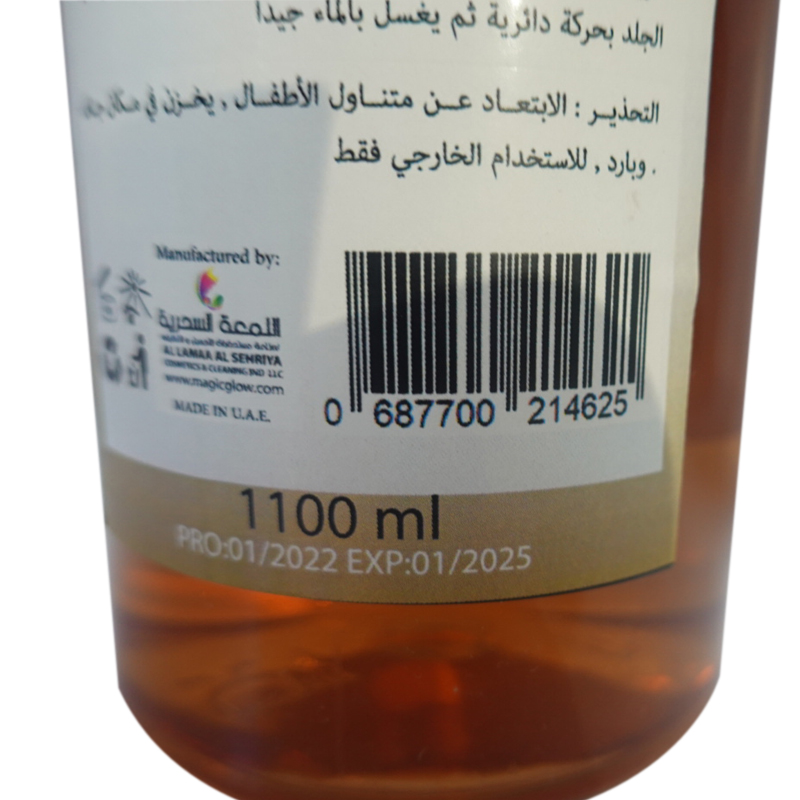 الجلد بحركة دائرية ثم يغسل بالماء جيداً
التحذير : الابتعاد عن متناول الأطفال , يخزن في مكان
وبارد , للاستخدام الخارجي فقط .
Manufactured by:
اللمعة السحرية
AL LAMAA AL SEHRIYA
COSMETICS & CLEANING IND LLC
www.magicglow.com
MADE IN U.A.E.
0 687700 214625
1100 ml
PRO:01/2022 EXP:01/2025